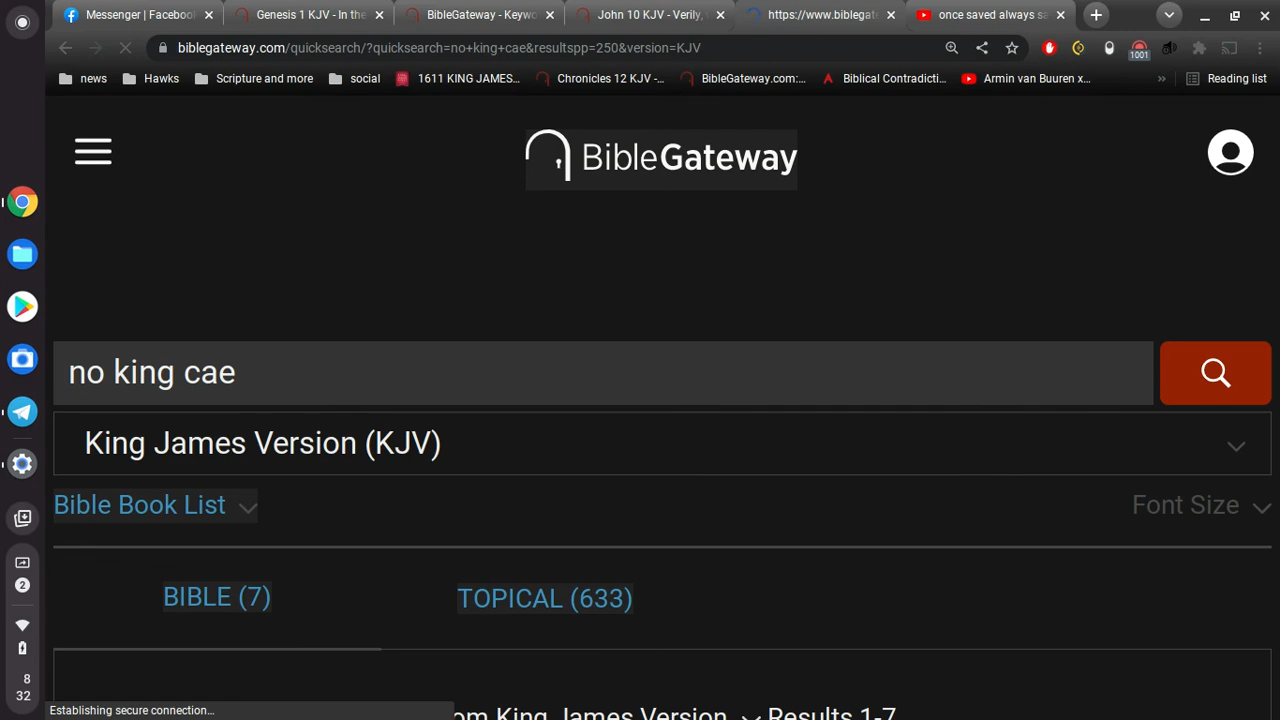 Messenger | Facebook
Genesis 1 KJV - In the
BibleGateway - Keywo
John 10 KJV - Verily,
https://www.biblegat
once saved always sa
biblegateway.com/quicksearch/?quicksearch=no+king+cae&resultspp=250&version=KJV
1001
news
Hawks
Scripture and more
social
1611 KING JAMES...
Chronicles 12 KJV -...
BibleGateway.com:...
Biblical Contradicti...
Armin van Buuren x...
»
Reading list
BibleGateway
no king cae
King James Version (KJV)
Bible Book List
Font Size
BIBLE (7)
TOPICAL (633)
om King James Version
Results 1-7
2
8
32
Establishing secure connection...